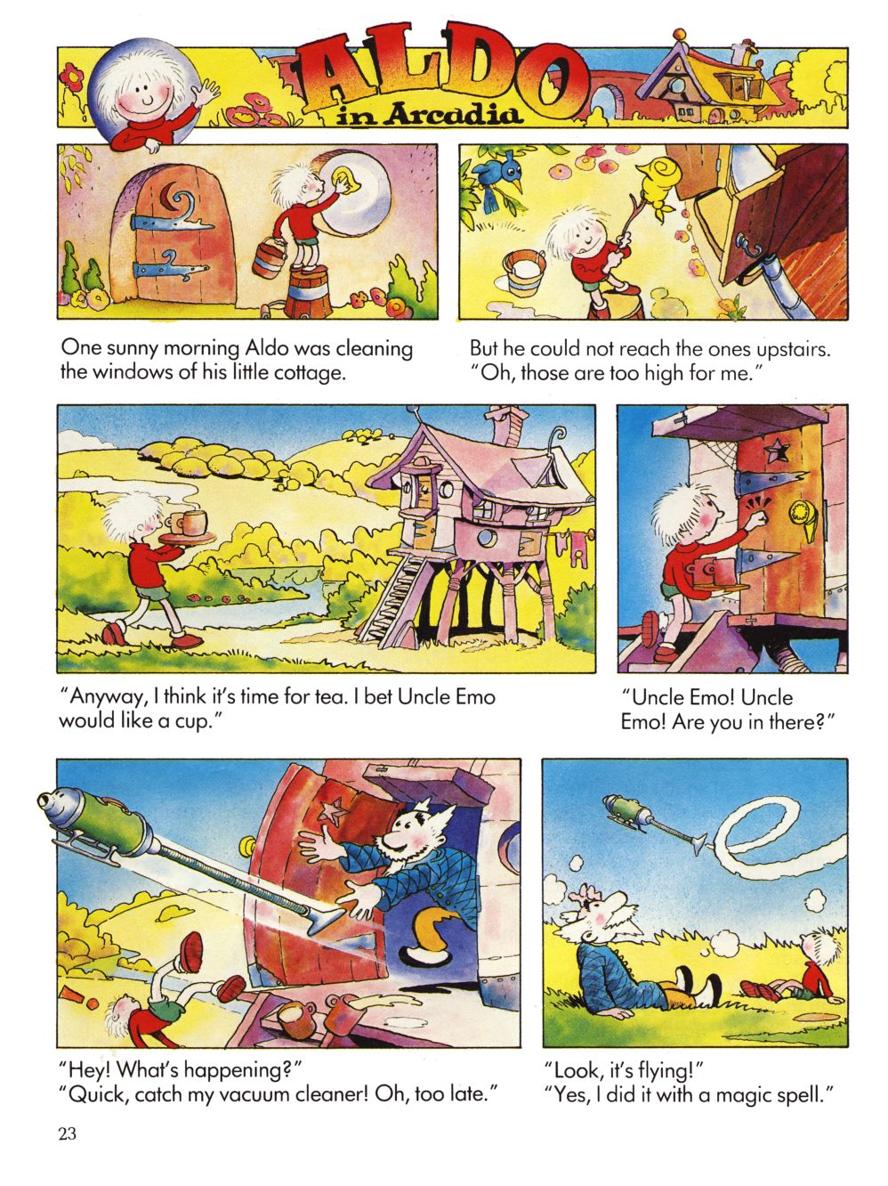 ALDO
in Arcadia
One sunny morning Aldo was cleaning
the windows of his little cottage.
But he could not reach the ones upstairs.
“Oh, those are too high for me.”
“Anyway, I think it’s time for tea. I bet Uncle Emo
would like a cup.”
“Uncle Emo! Uncle
Emo! Are you in there?”
“Hey! What’s happening?”
“Quick, catch my vacuum cleaner! Oh, too late.”
“Look, it’s flying!”
“Yes, I did it with a magic spell.”
23